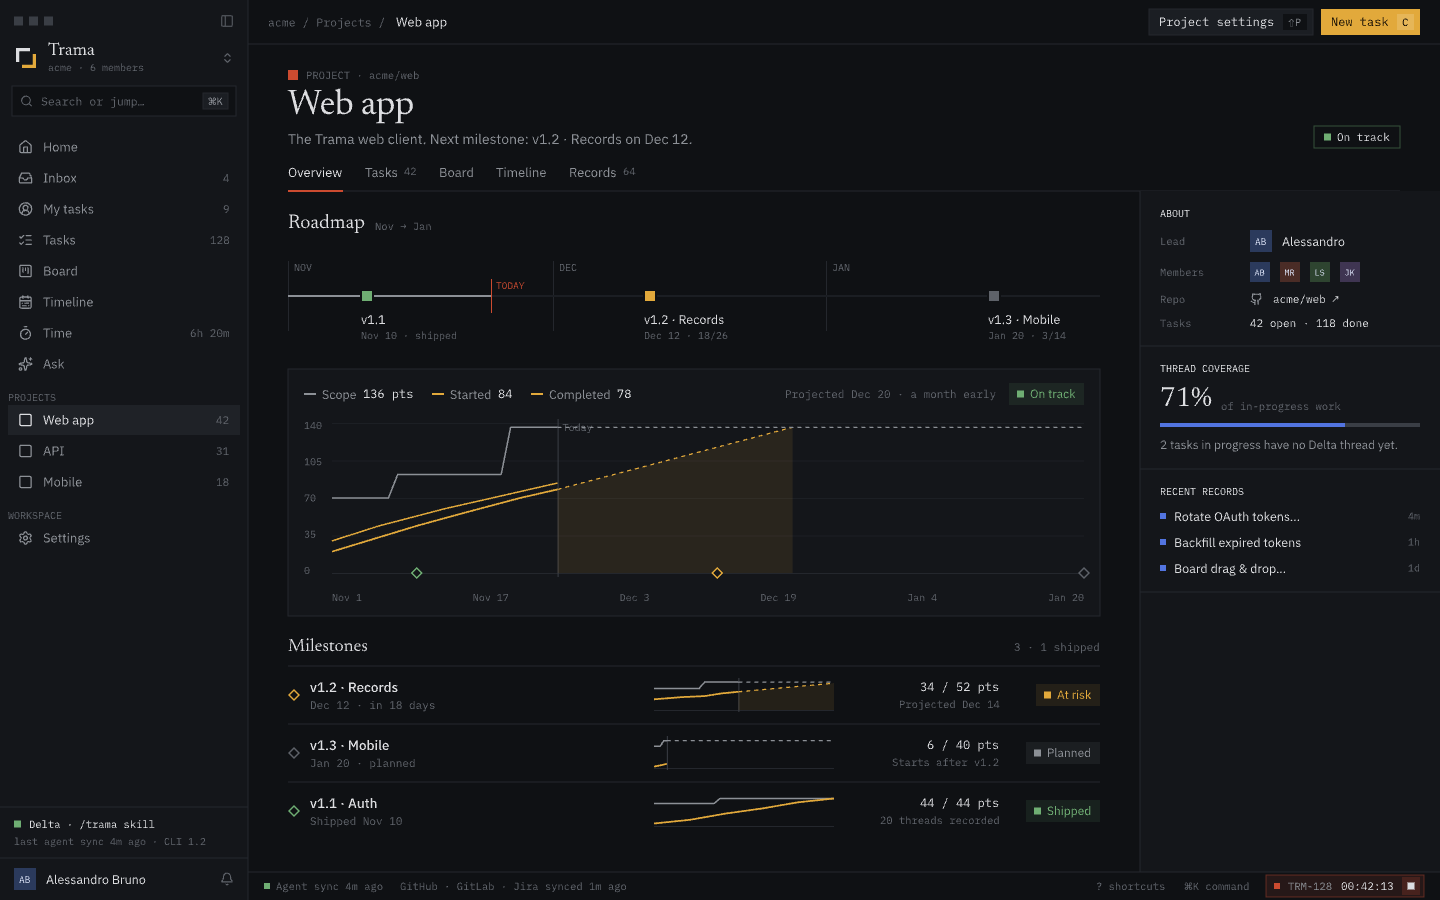 Trama
acme · 6 members
Search or jump… ⌘K
Home
Inbox 4
My tasks 9
Tasks 128
Board
Timeline
Time 6h 20m
Ask
PROJECTS
Web app 42
API 31
Mobile 18
WORKSPACE
Settings
Delta · /trama skill
last agent sync 4m ago · CLI 1.2
AB Alessandro Bruno
acme / Projects / Web app
Project settings ⇧P
New task C
PROJECT · acme/web
Web app
The Trama web client. Next milestone: v1.2 · Records on Dec 12.
On track
Overview Tasks 42 Board Timeline Records 64
Roadmap Nov → Jan
NOV DEC JAN
TODAY
v1.1 v1.2 · Records v1.3 · Mobile
Nov 10 · shipped Dec 12 · 18/26 Jan 20 · 3/14
Scope 136 pts Started 84 Completed 78 Projected Dec 20 · a month early On track
140
Today
105
70
35
0
Nov 1 Nov 17 Dec 3 Dec 19 Jan 4 Jan 20
Milestones 3 · 1 shipped
v1.2 · Records 34 / 52 pts At risk
Dec 12 · in 18 days Projected Dec 14
v1.3 · Mobile 6 / 40 pts Planned
Jan 20 · planned Starts after v1.2
v1.1 · Auth 44 / 44 pts Shipped
Shipped Nov 10 20 threads recorded
ABOUT
Lead AB Alessandro
Members AB MR LS JK
Repo acme/web ↗
Tasks 42 open · 118 done
THREAD COVERAGE
71% of in-progress work
2 tasks in progress have no Delta thread yet.
RECENT RECORDS
Rotate OAuth tokens… 4m
Backfill expired tokens 1h
Board drag & drop… 1d
Agent sync 4m ago GitHub · GitLab · Jira synced 1m ago ? shortcuts ⌘K command TRM-128 00:42:13